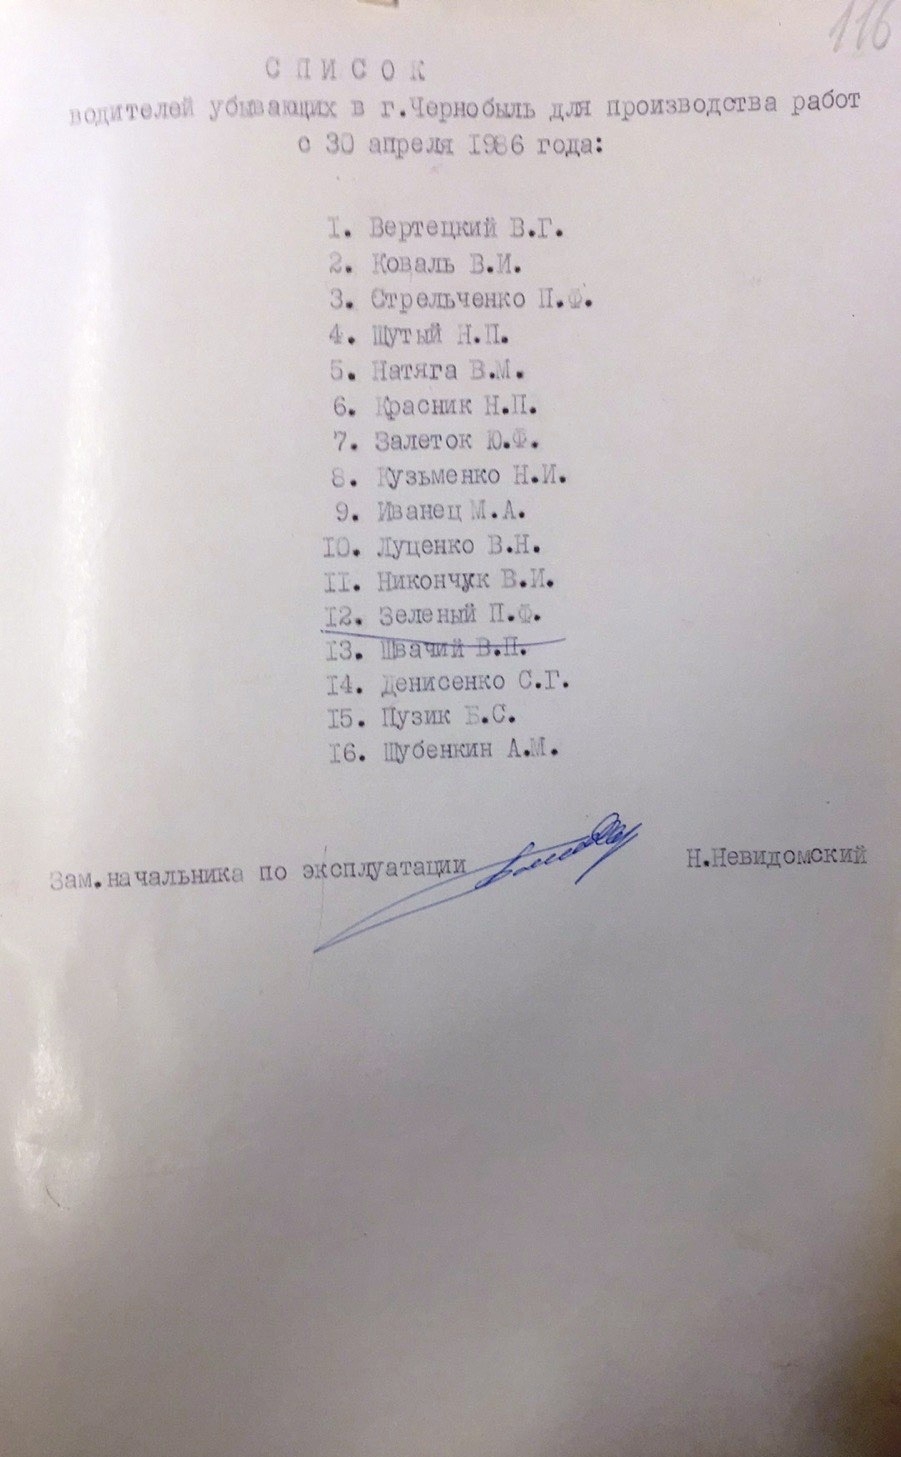 116
С П И С О К
водителей убывающих в г.Чернобыль для производства работ
с 30 апреля 1986 года:
1. Вертецкий В.Г.
2. Коваль В.И.
3. Стрельченко П.Ф.
4. Шутый Н.П.
5. Натяга В.М.
6. Красник Н.П.
7. Залеток Ю.Ф.
8. Кузьменко Н.И.
9. Иванец М.А.
10. Луценко В.Н.
11. Никончук В.И.
12. Зеленый П.Ф.
13. Швачий В.П.
14. Денисенко С.Г.
15. Пузик Б.С.
16. Шубенкин А.М.
Зам.начальника по эксплуатации Н.Невидомский